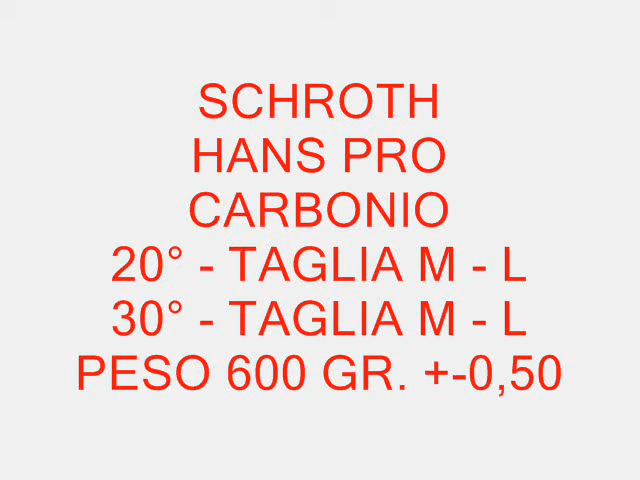 SCHROTH
HANS PRO
CARBONIO
20° - TAGLIA M - L
30° - TAGLIA M - L
PESO 600 GR. +-0,50